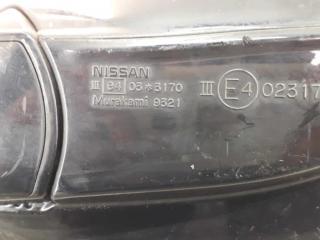 NISSAN
III e4 03*3170
Murakami 9321
III E4 02317